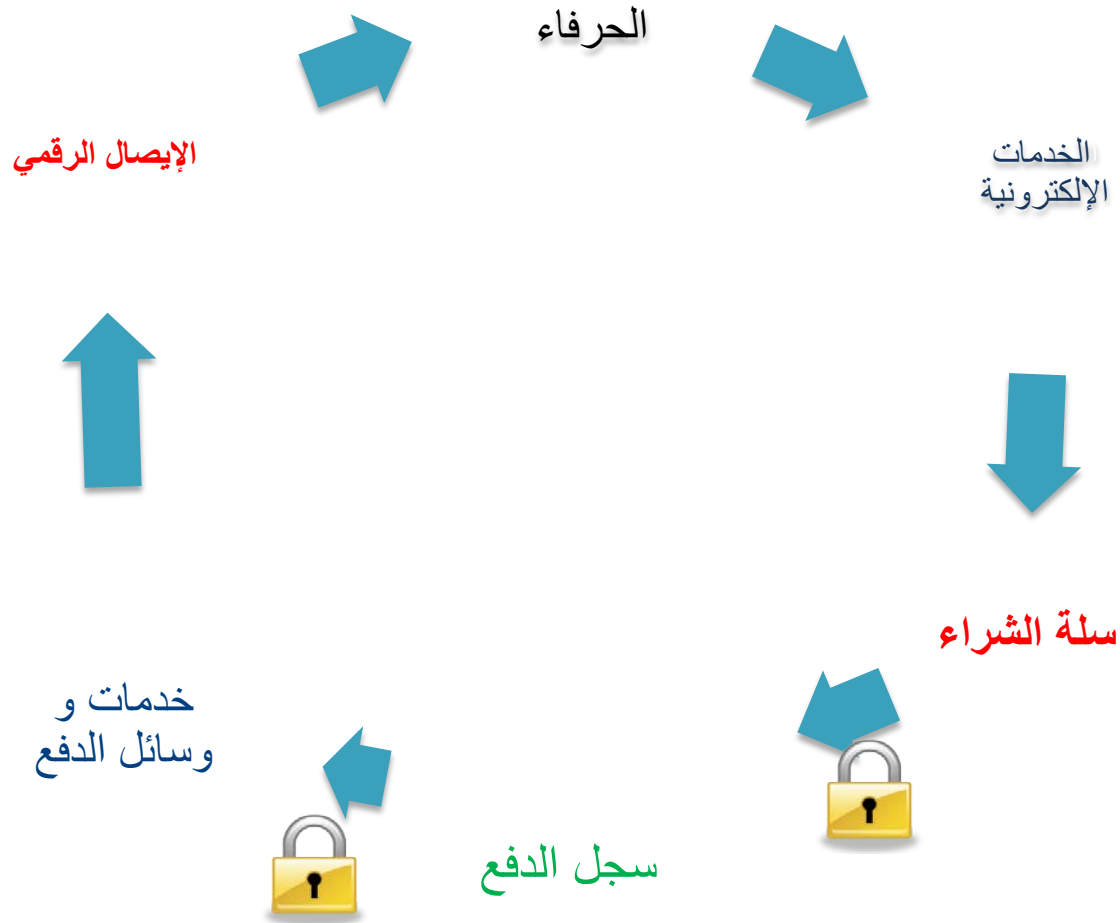 الحرفاء
الخدمات
الإلكترونية
سلة الشراء
سجل الدفع
خدمات و
وسائل الدفع
الإيصال الرقمي